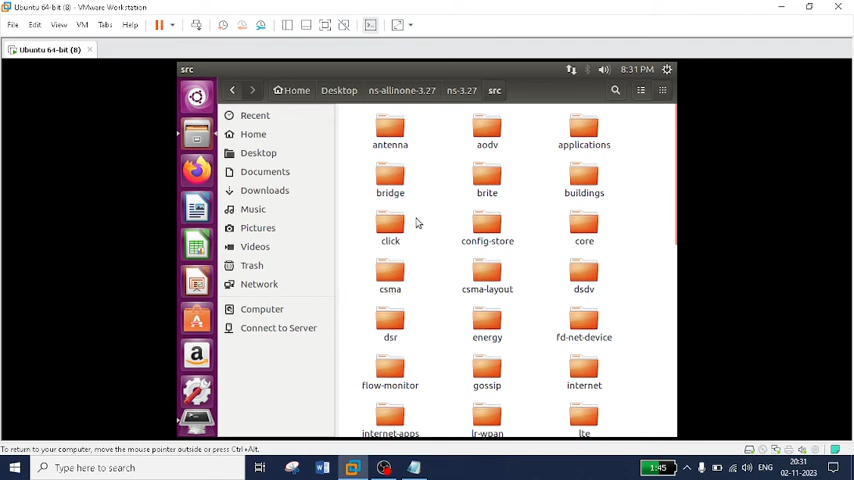 Ubuntu 64-bit (8) - VMware Workstation
File Edit View VM Tabs Help
Ubuntu 64-bit (8)
src
8:31 PM
Home Desktop ns-allinone-3.27 ns-3.27 src
Recent
Home
Desktop
Documents
Downloads
Music
Pictures
Videos
Trash
Network
Computer
Connect to Server
antenna aodv applications
bridge brite buildings
click config-store core
csma csma-layout dsdv
dsr energy fd-net-device
flow-monitor gossip internet
internet-apps lr-wpan lte
To return to your computer, move the mouse pointer outside or press Ctrl+Alt.
Type here to search
1:45
ENG
20:31
02-11-2023